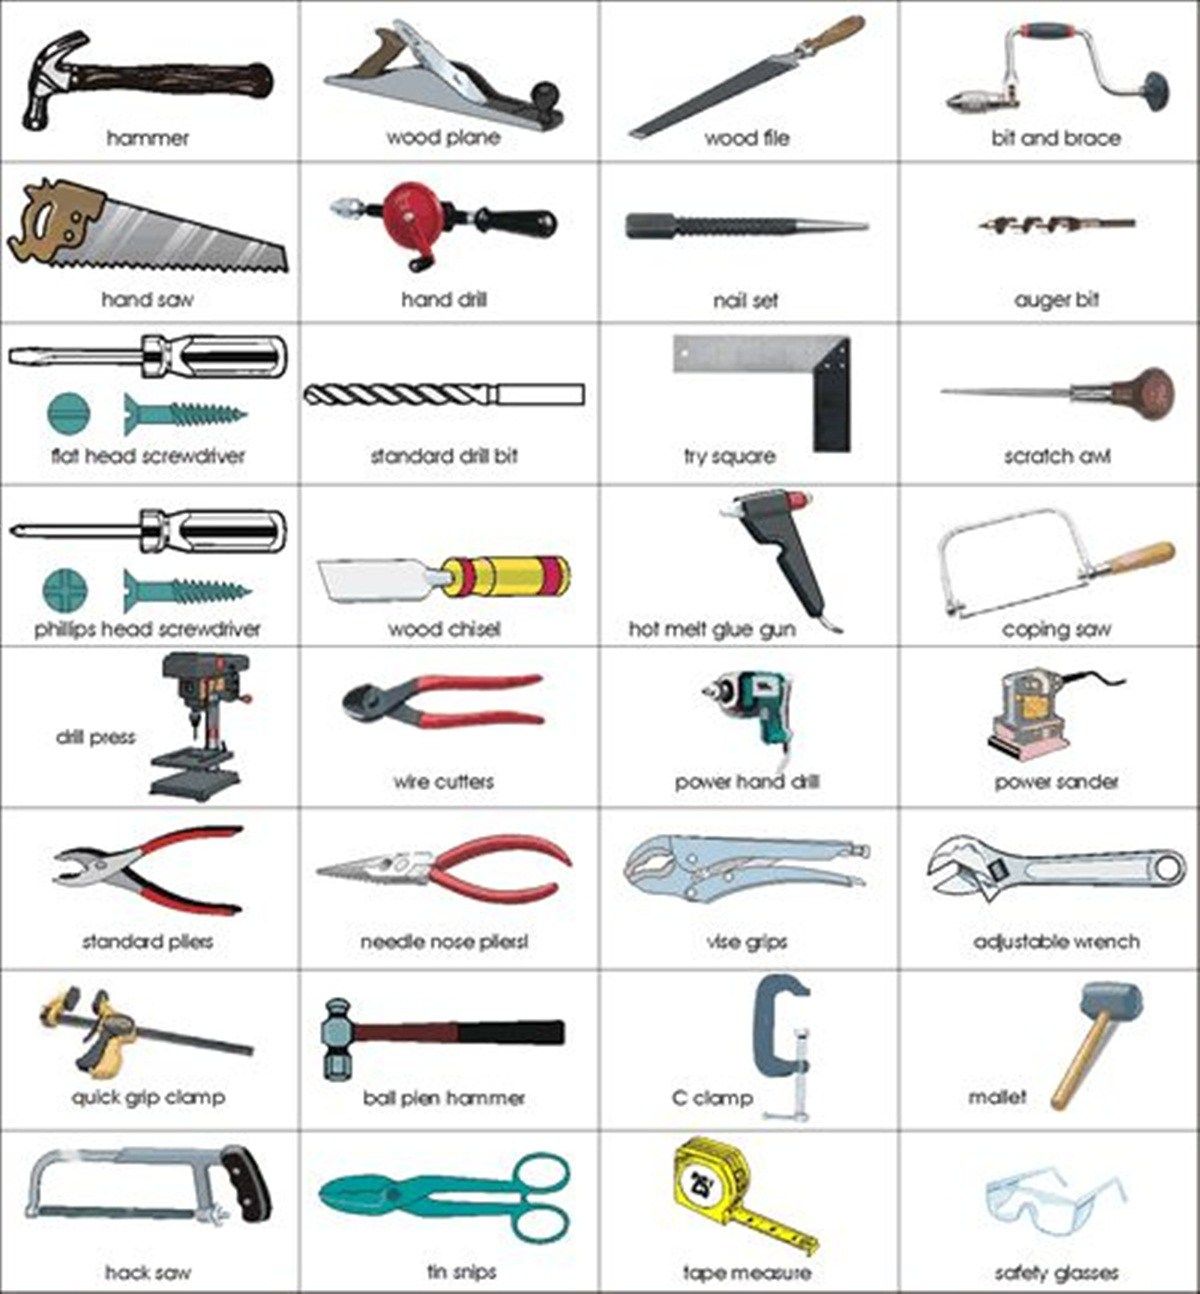 hammer
wood plane
wood file
bit and brace
hand saw
hand drill
nail set
auger bit
flat head screwdriver
standard drill bit
try square
scratch awl
phillips head screwdriver
wood chisel
hot melt glue gun
coping saw
drill press
wire cutters
power hand drill
power sander
standard pliers
needle nose pliersl
vise grips
adjustable wrench
quick grip clamp
ball pien hammer
C clamp
mallet
hack saw
tin snips
tape measure
safety glasses